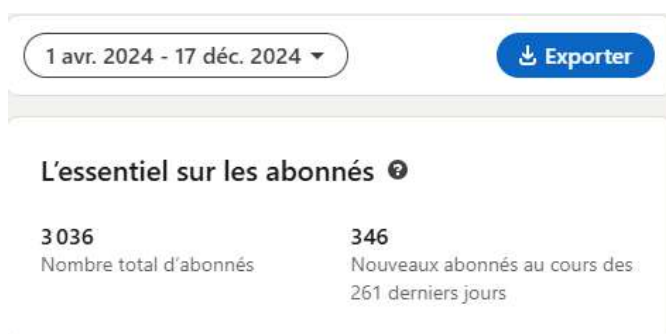 1 avr. 2024 - 17 déc. 2024
Exporter
L’essentiel sur les abonnés
3 036
Nombre total d’abonnés
346
Nouveaux abonnés au cours des
261 derniers jours